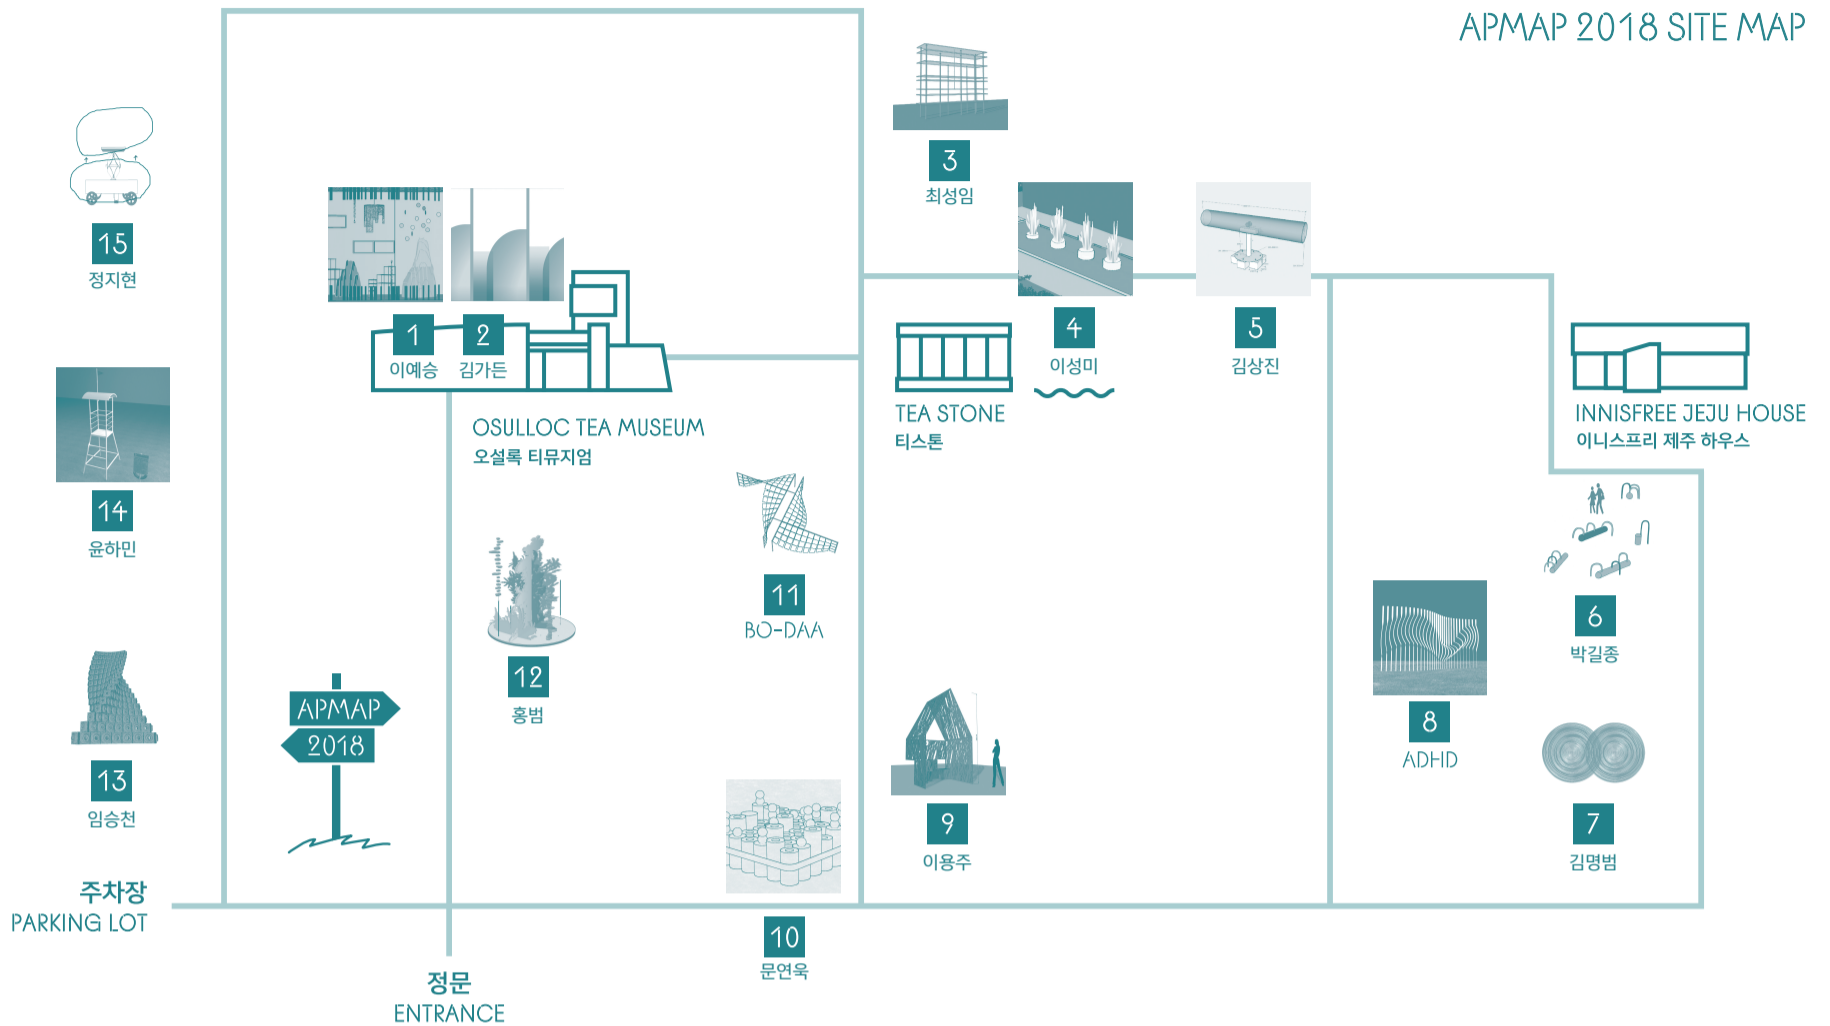 APMAP 2018 SITE MAP
3
최성임
15
정지현
1
이예승
2
김가든
4
이성미
5
김상진
OSULLOC TEA MUSEUM
오설록 티뮤지엄
TEA STONE
티스톤
INNISFREE JEJU HOUSE
이니스프리 제주 하우스
14
윤하민
11
BO-DAA
12
홍범
6
박길종
8
ADHD
13
임승천
APMAP
2018
9
이용주
7
김명범
10
문연욱
주차장
PARKING LOT
정문
ENTRANCE